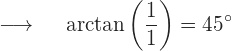 ⟶ arctan(1/1) = 45°